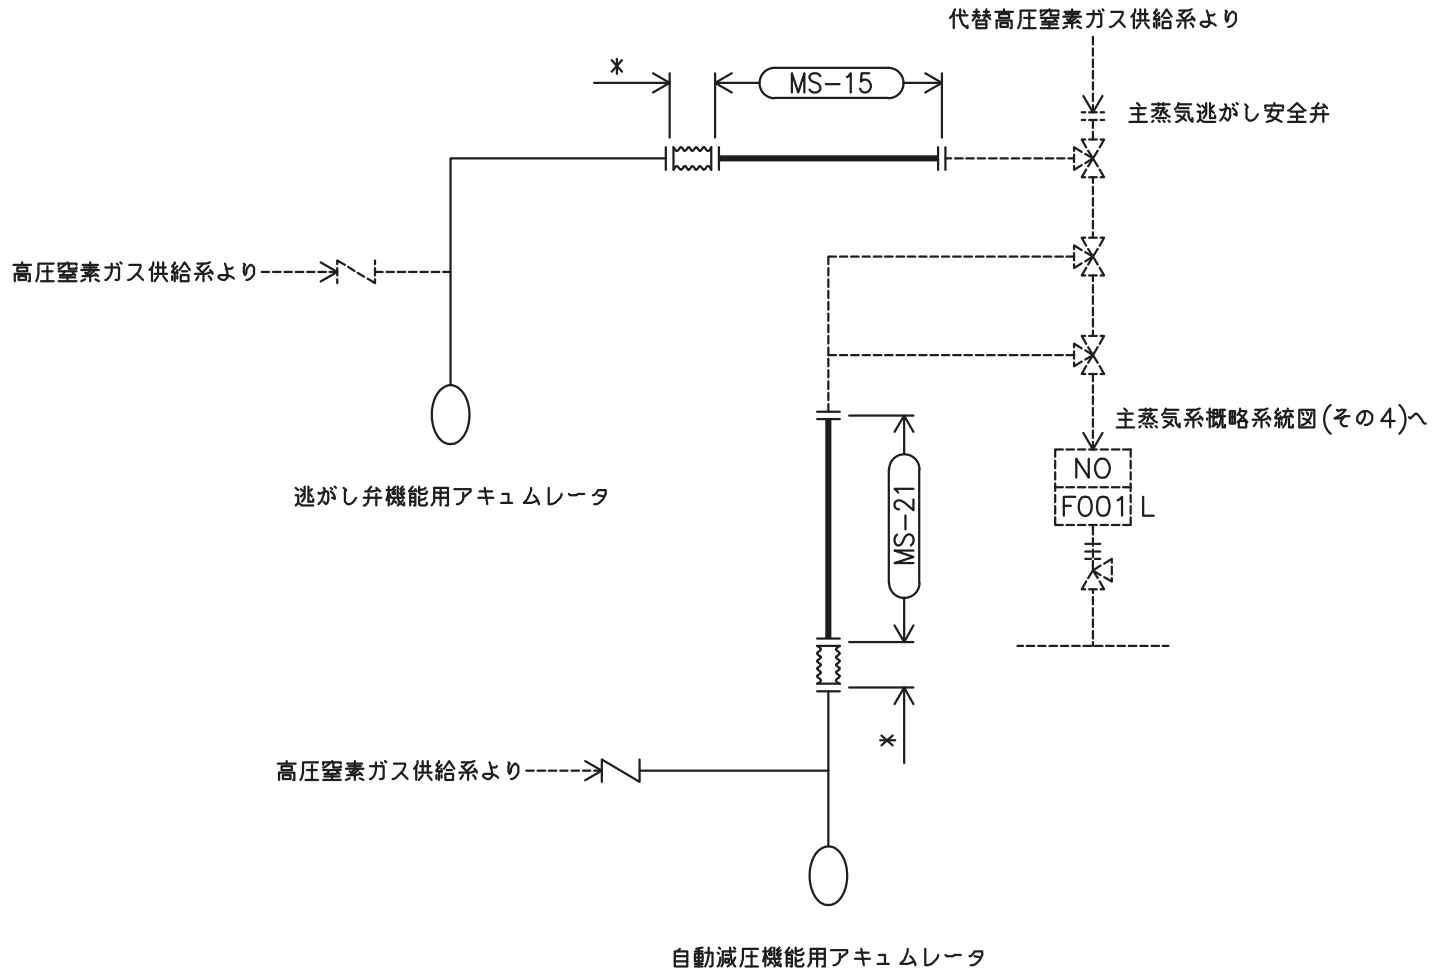 代替高圧窒素ガス供給系より
*
MS-15
主蒸気逃がし安全弁
高圧窒素ガス供給系より
主蒸気系概略系統図(その4)へ
NO
F001 L
逃がし弁機能用アキュムレータ
MS-21
*
高圧窒素ガス供給系より
自動減圧機能用アキュムレータ